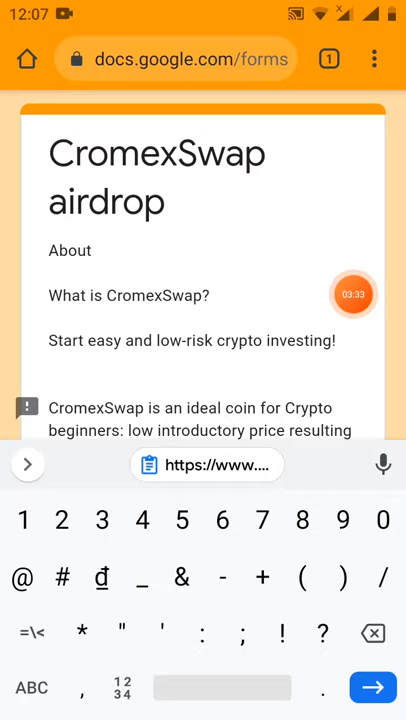 12:07
docs.google.com/forms
1
CromexSwap
airdrop
About
What is CromexSwap?
03:33
Start easy and low-risk crypto investing!
CromexSwap is an ideal coin for Crypto
beginners: low introductory price resulting
https://www....
1 2 3 4 5 6 7 8 9 0
@ # ₫ _ & - + ( ) /
=\< * " ' : ; ! ?
ABC , 12 34 .